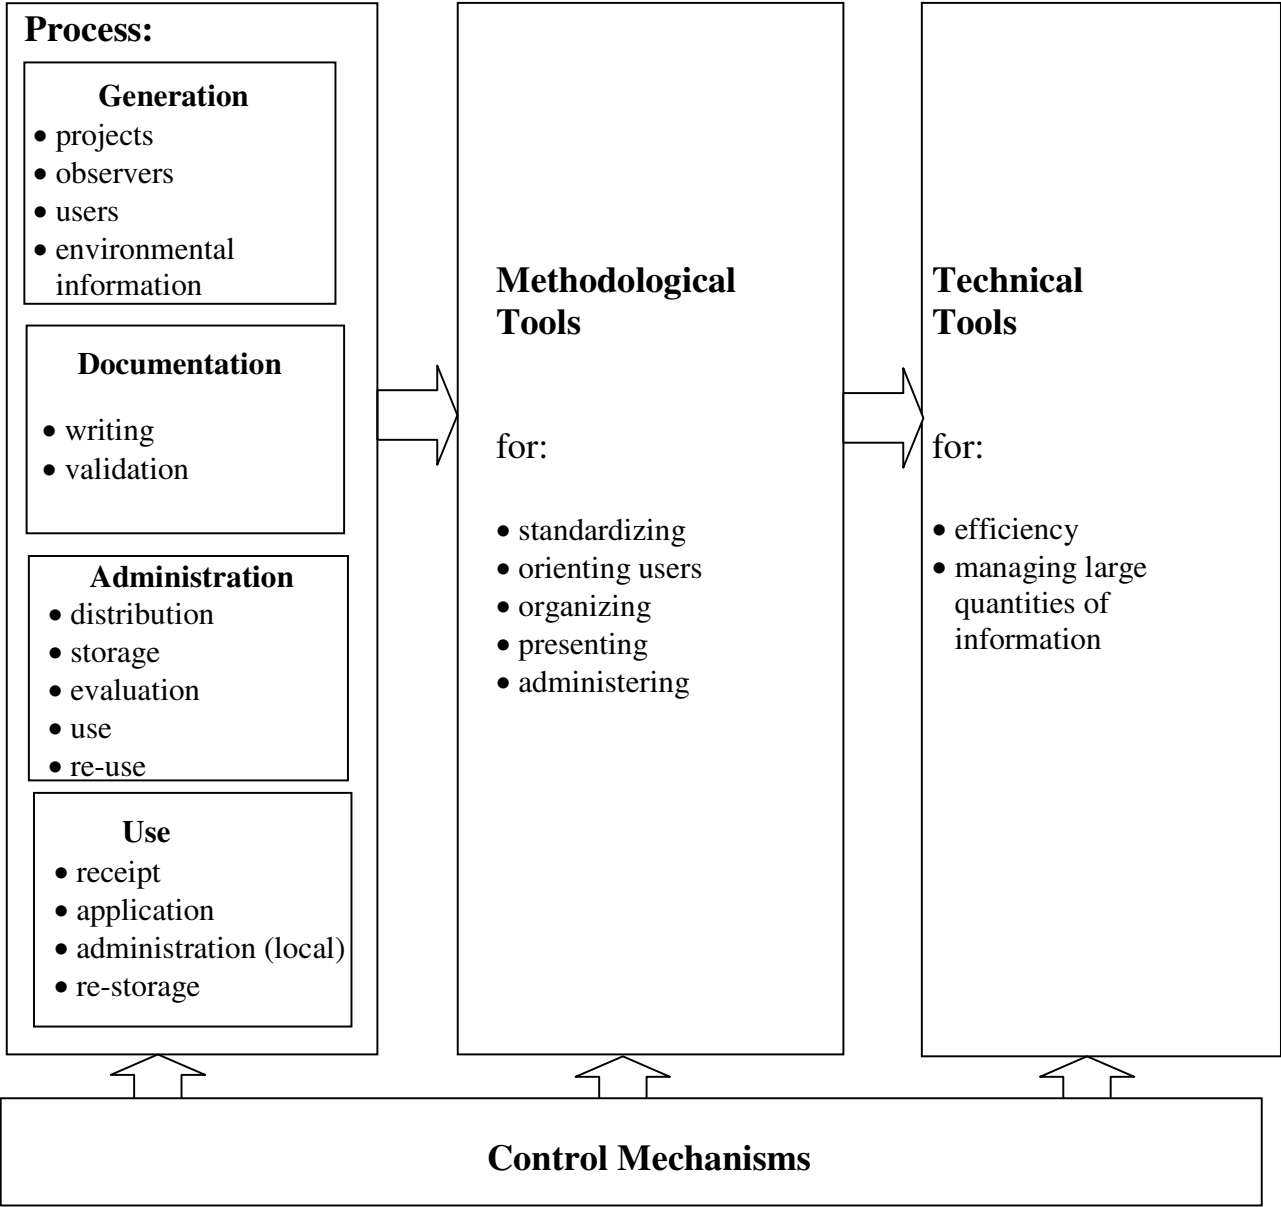 Process:
Generation
• projects
• observers
• users
• environmental
information
Documentation
• writing
• validation
Administration
• distribution
• storage
• evaluation
• use
• re-use
Use
• receipt
• application
• administration (local)
• re-storage
Methodological
Tools
for:
• standardizing
• orienting users
• organizing
• presenting
• administering
Technical
Tools
for:
• efficiency
• managing large
quantities of
information
Control Mechanisms